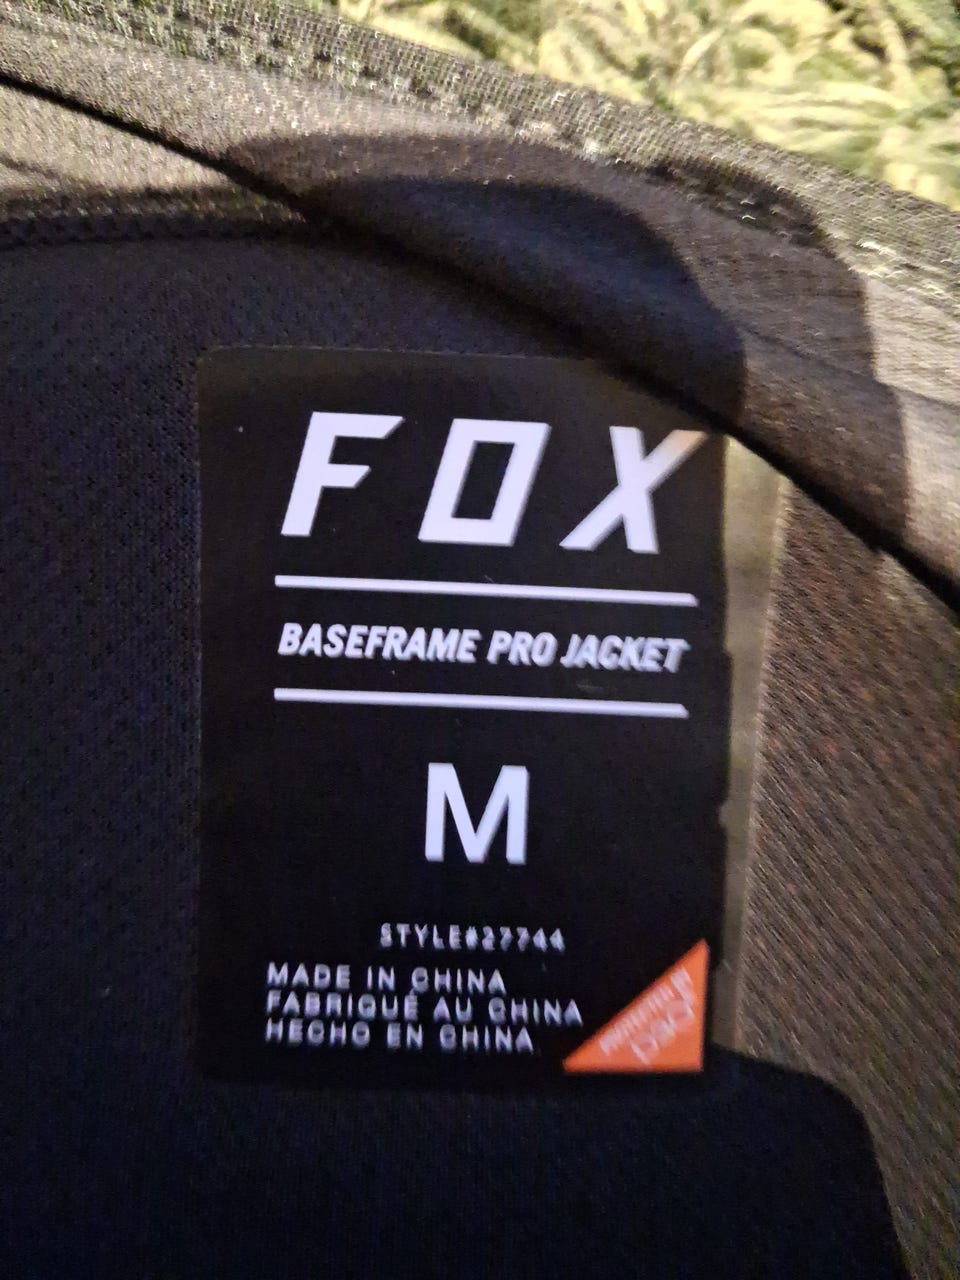 FOX
BASEFRAME PRO JACKET
M
STYLE#27744
MADE IN CHINA
FABRIQUÉ AU CHINA
HECHO EN CHINA